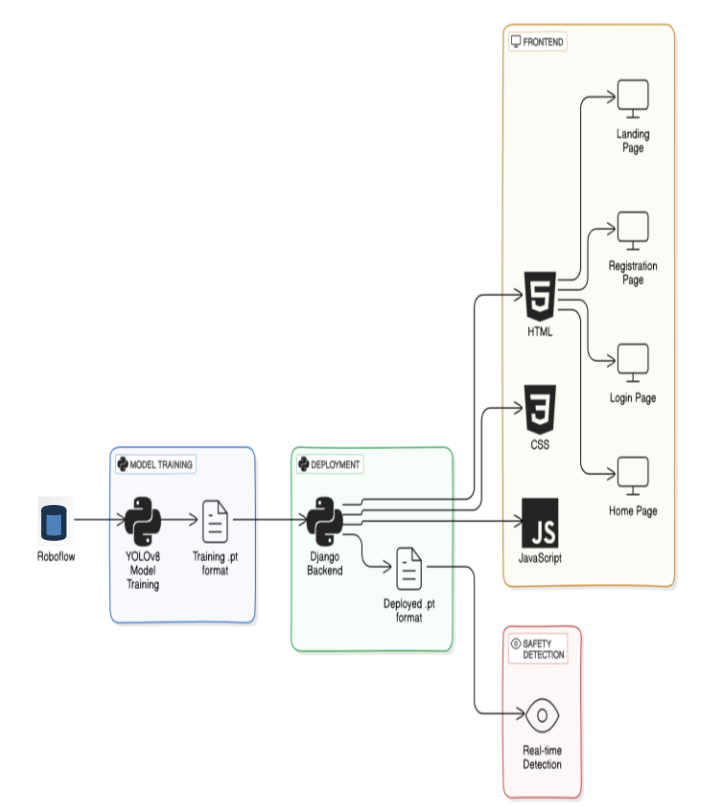 FRONTEND
Landing
Page
Registration
Page
HTML
Login Page
CSS
Home Page
JS
JavaScript
MODEL TRAINING
DEPLOYMENT
Roboflow
YOLOv8
Model
Training
Training .pt
format
Django
Backend
Deployed .pt
format
SAFETY
DETECTION
Real-time
Detection